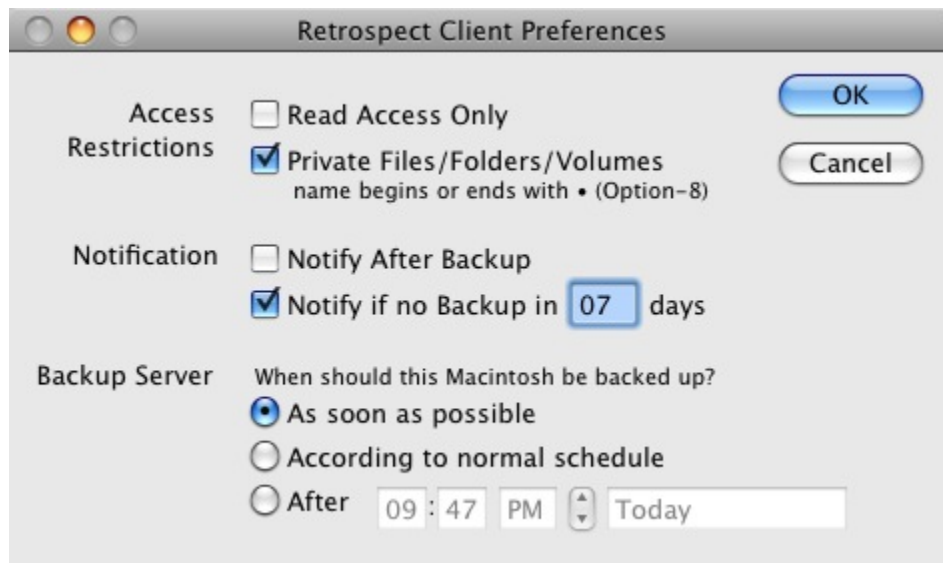 Retrospect Client Preferences
Access Restrictions
Read Access Only
Private Files/Folders/Volumes
name begins or ends with • (Option-8)
OK
Cancel
Notification
Notify After Backup
Notify if no Backup in 07 days
Backup Server
When should this Macintosh be backed up?
As soon as possible
According to normal schedule
After 09 : 47 PM Today